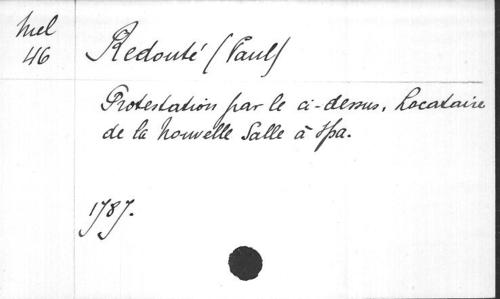 Mel
46
Redouté (Paul)
Protestation par le ci-dessus, Locataire
de la nouvelle Salle à Spa.
1787.